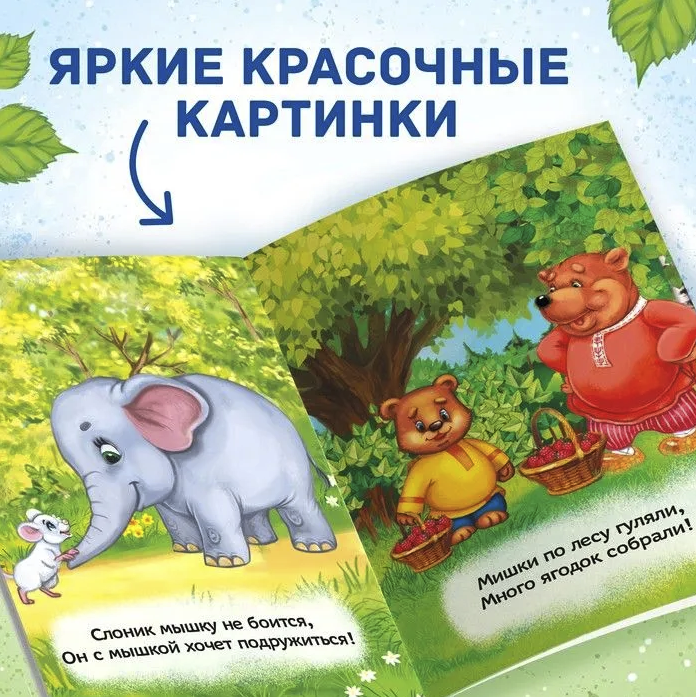 ЯРКИЕ КРАСОЧНЫЕ
КАРТИНКИ
Слоник мышку не боится,
Он с мышкой хочет подружиться!
Мишки по лесу гуляли,
Много ягодок собрали!